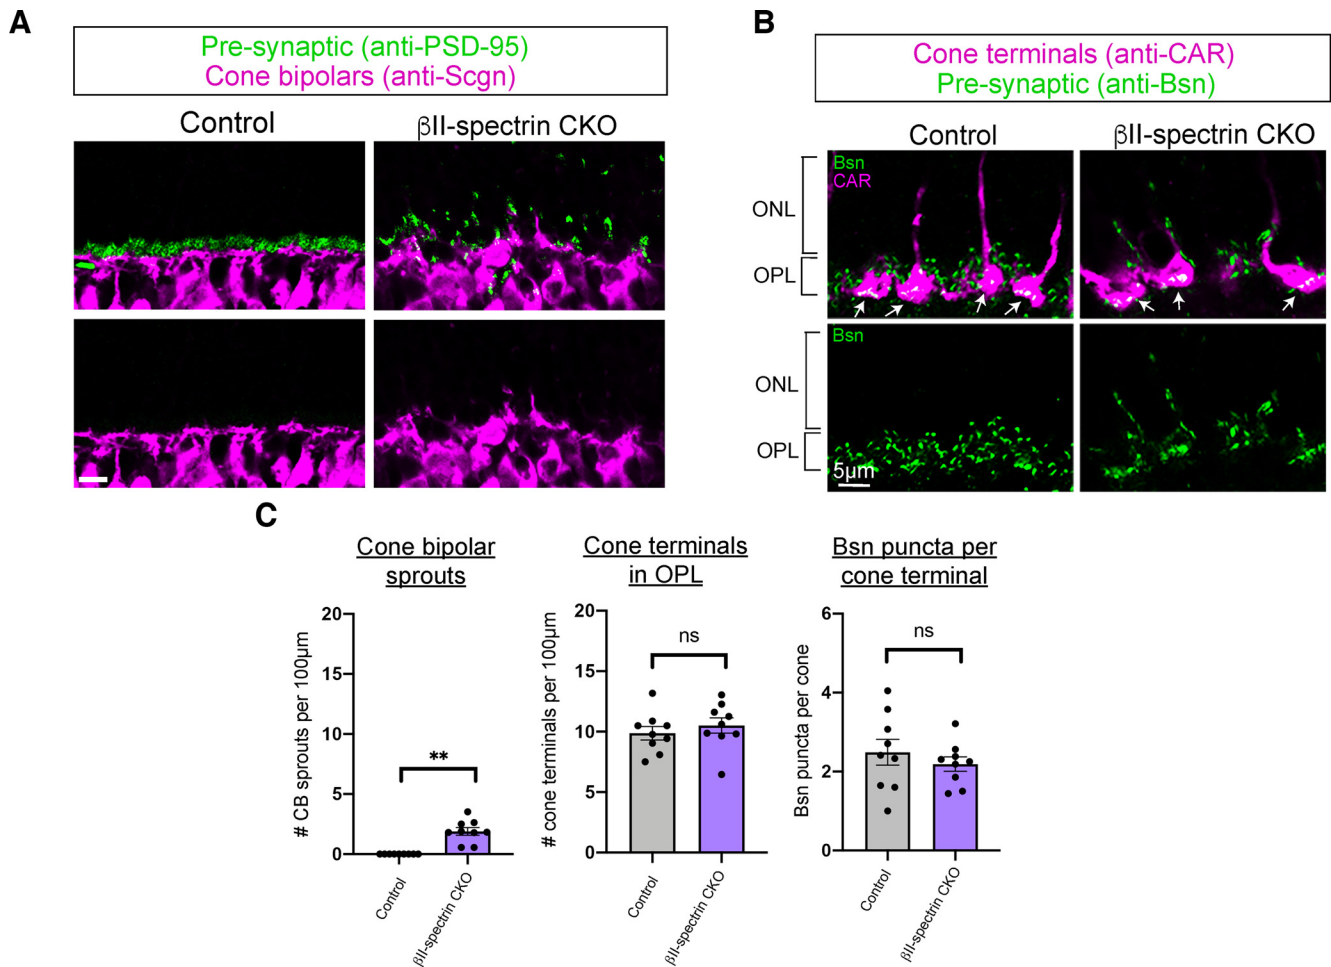 A
Pre-synaptic (anti-PSD-95)
Cone bipolars (anti-Scgn)
Control
βII-spectrin CKO
B
Cone terminals (anti-CAR)
Pre-synaptic (anti-Bsn)
Control
βII-spectrin CKO
Bsn
CAR
ONL
OPL
Bsn
ONL
OPL
5µm
C
Cone bipolar
sprouts
# CB sprouts per 100µm
20
15
10
5
0
**
Control
βII-spectrin CKO
Cone terminals
in OPL
# cone terminals per 100µm
20
15
10
5
0
ns
Control
βII-spectrin CKO
Bsn puncta per
cone terminal
Bsn puncta per cone
6
4
2
0
ns
Control
βII-spectrin CKO